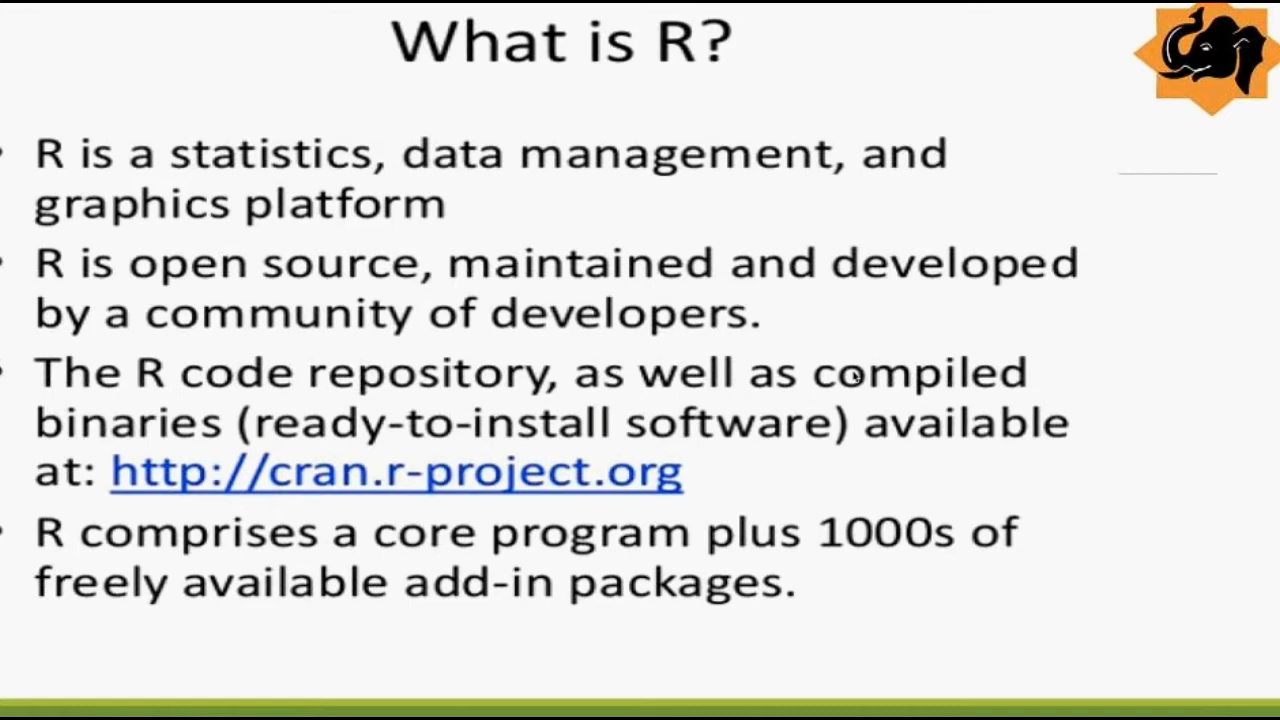 What is R?
R is a statistics, data management, and
graphics platform
R is open source, maintained and developed
by a community of developers.
The R code repository, as well as compiled
binaries (ready-to-install software) available
at: http://cran.r-project.org
R comprises a core program plus 1000s of
freely available add-in packages.